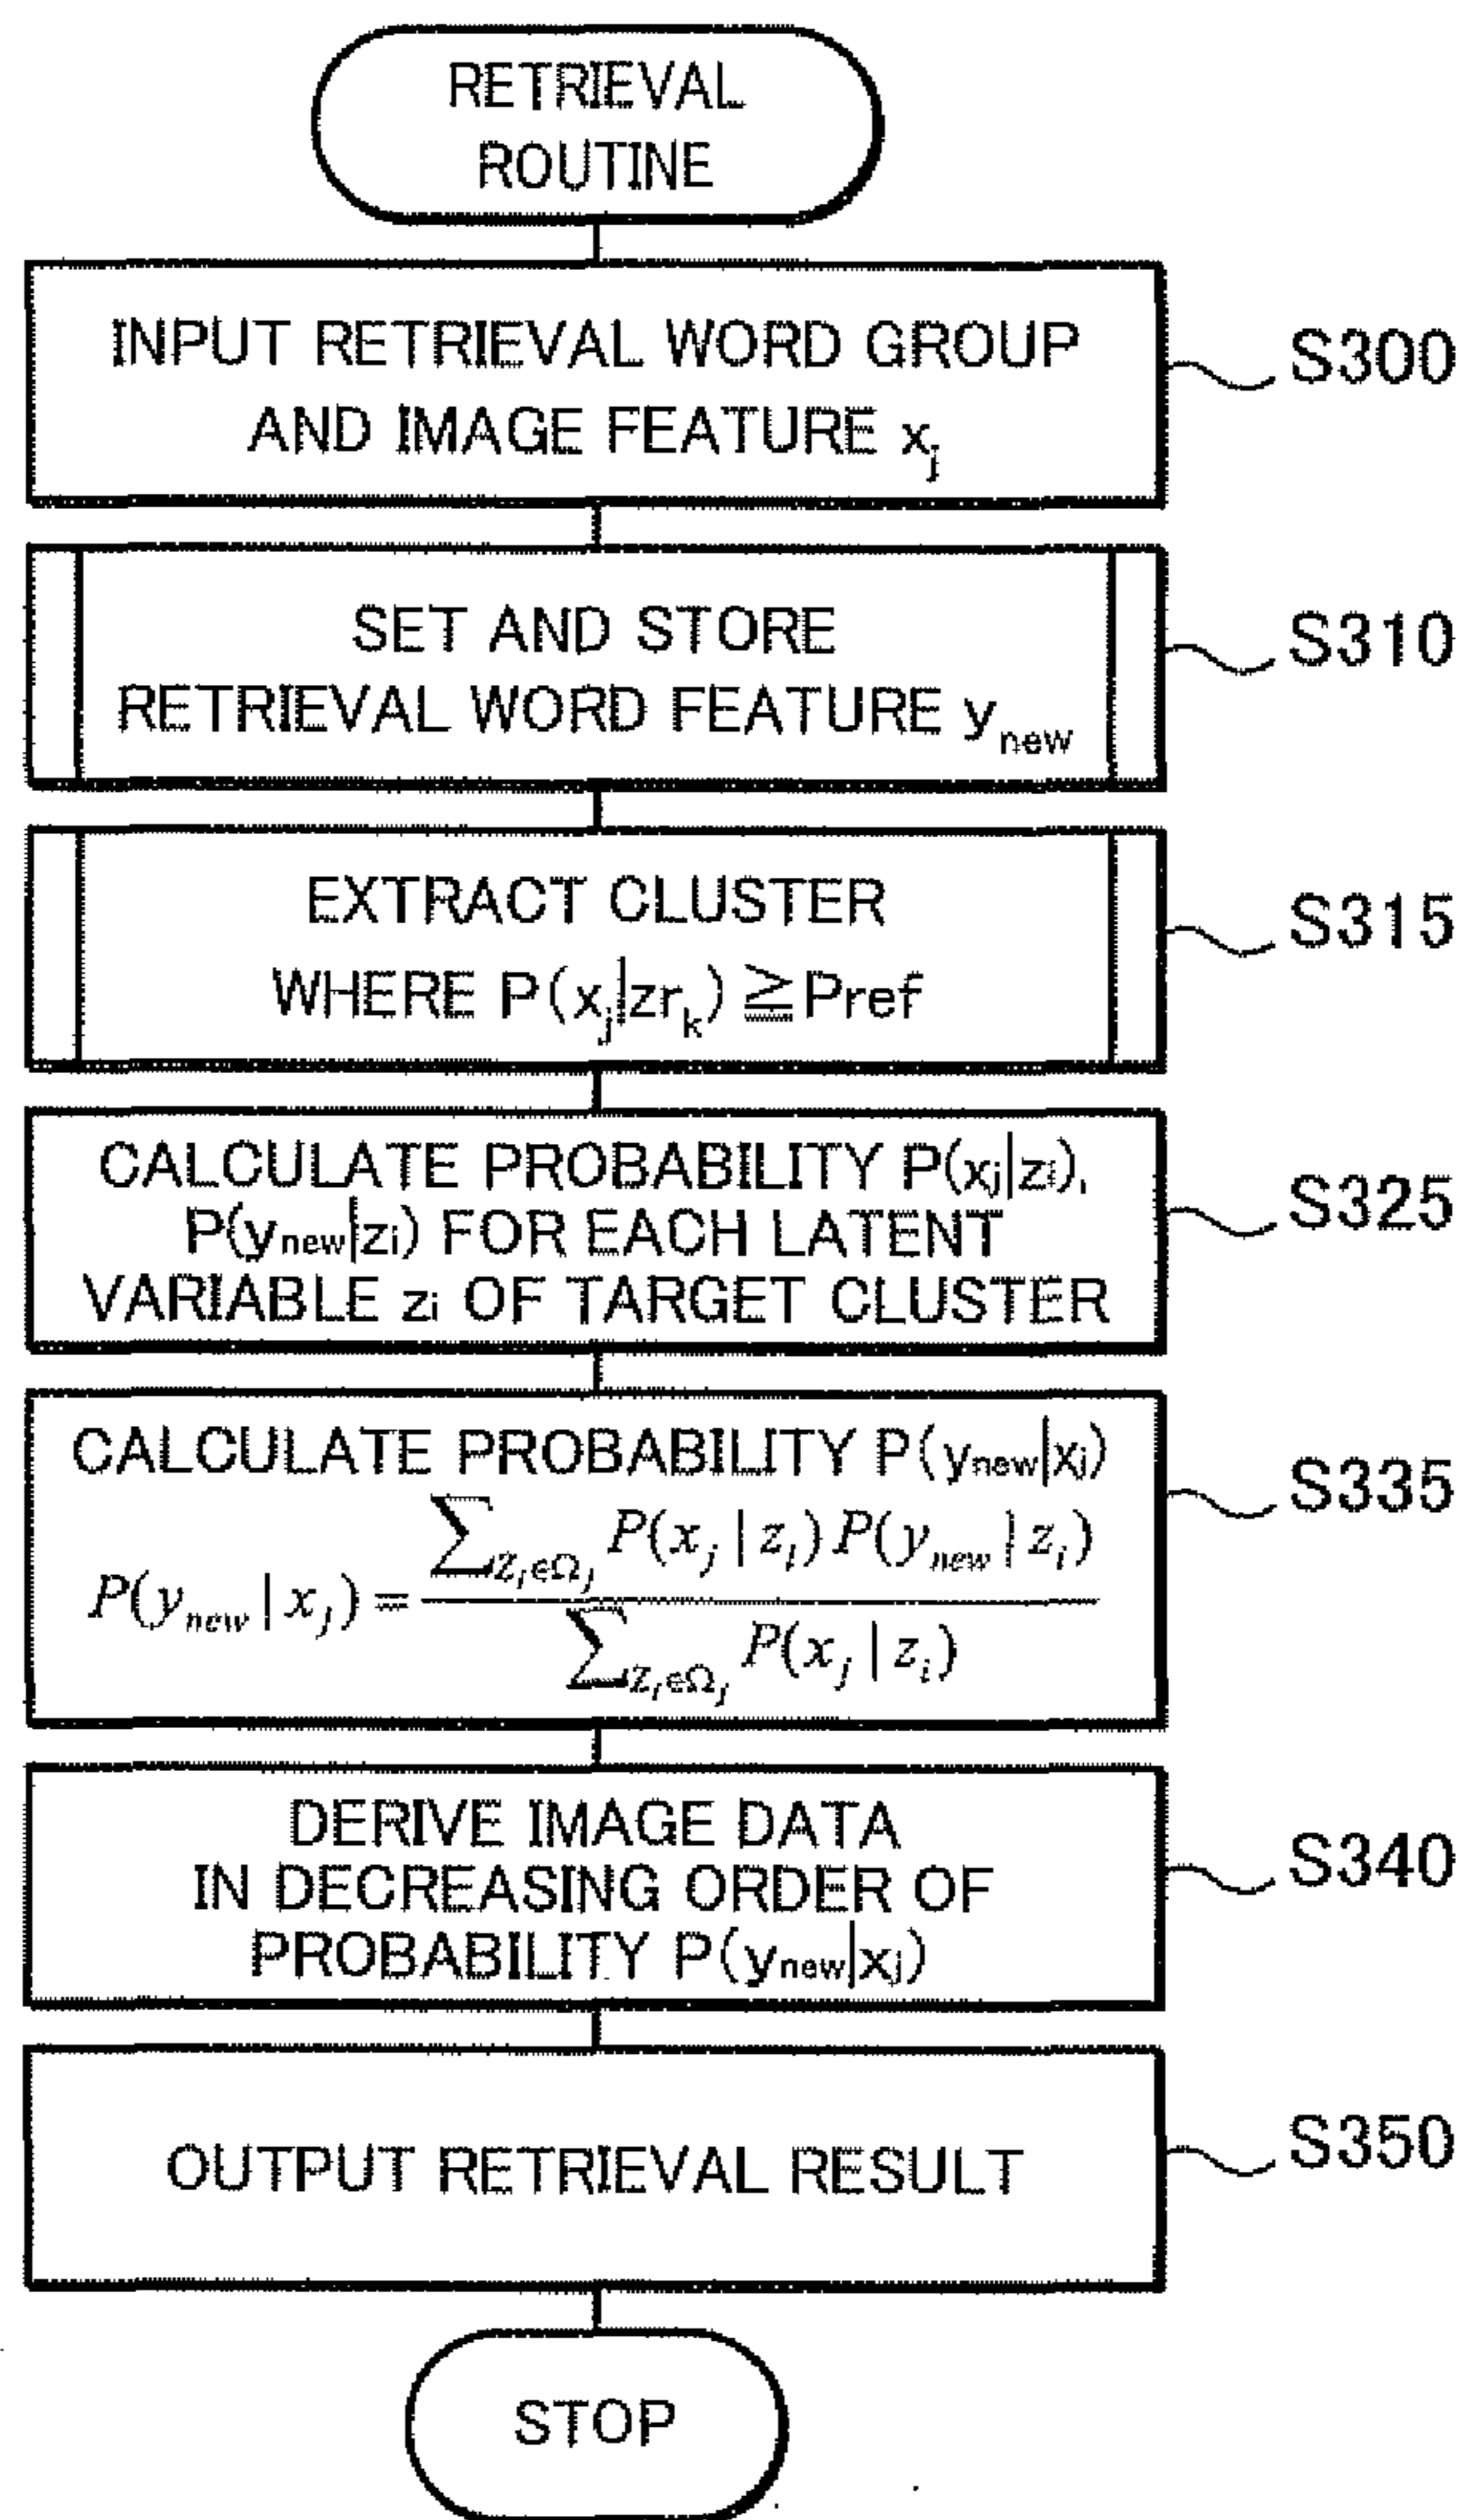 RETRIEVAL
ROUTINE
INPUT RETRIEVAL WORD GROUP
AND IMAGE FEATURE xj
S300
SET AND STORE
RETRIEVAL WORD FEATURE ynew
S310
EXTRACT CLUSTER
WHERE P(xj|zrk) ≧Pref
S315
CALCULATE PROBABILITY P(xj|zi),
P(ynew|zi) FOR EACH LATENT
VARIABLE zi OF TARGET CLUSTER
S325
CALCULATE PROBABILITY P(ynew|xj)
P(ynew|xj)=∑zi∈Ωj P(xj|zi)P(ynew|zi)
∑zi∈Ωj P(xj|zi)
S335
DERIVE IMAGE DATA
IN DECREASING ORDER OF
PROBABILITY P(ynew|xj)
S340
OUTPUT RETRIEVAL RESULT
S350
STOP